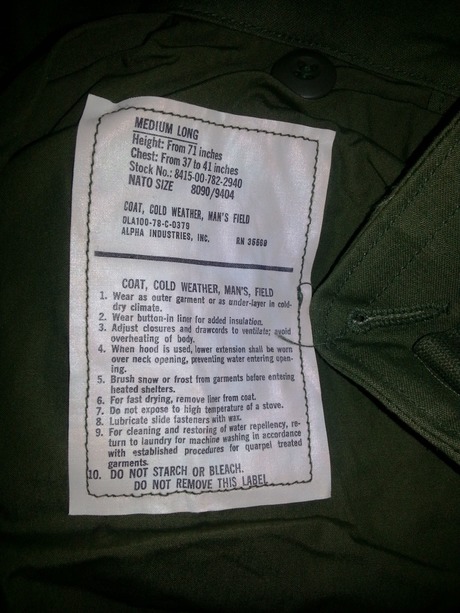 MEDIUM LONG
Height: From 71 inches
Chest: From 37 to 41 inches
Stock No.: 8415-00-782-2940
NATO SIZE 8090/9404
COAT, COLD WEATHER, MAN'S FIELD
DLA100-78-C-0379
ALPHA INDUSTRIES, INC. RN 35660
COAT, COLD WEATHER, MAN'S, FIELD
1. Wear as outer garment or as under-layer in cold-
dry climate.
2. Wear button-in liner for added insulation.
3. Adjust closures and drawcords to ventilate; avoid
overheating of body.
4. When hood is used, lower extension shall be worn
over neck opening, preventing water entering open-
ing.
5. Brush snow or frost from garments before entering
heated shelters.
6. For fast drying, remove liner from coat.
7. Do not expose to high temperature of a stove.
8. Lubricate slide fasteners with wax.
9. For cleaning and restoring of water repellency, re-
turn to laundry for machine washing in accordance
with established procedures for quarpel treated
garments.
10. DO NOT STARCH OR BLEACH.
DO NOT REMOVE THIS LABEL